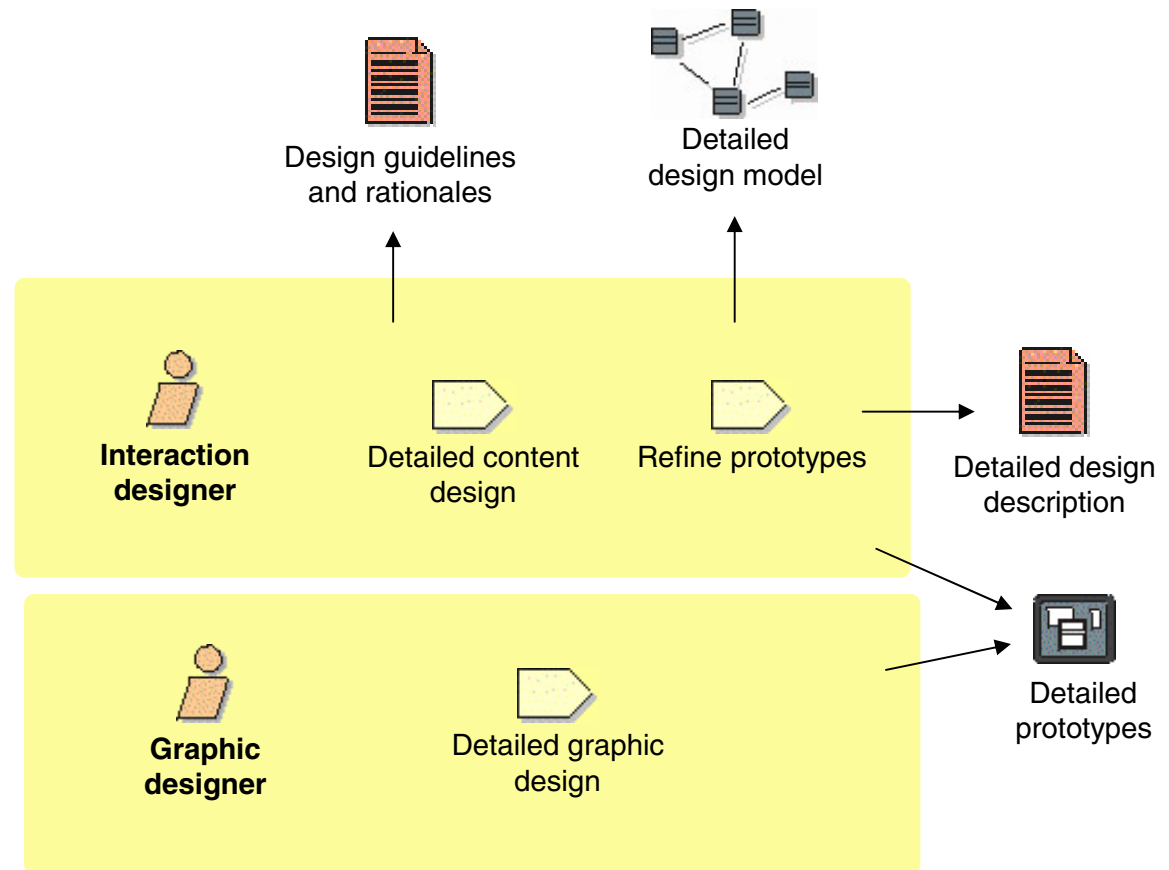 Design guidelines
and rationales
Detailed
design model
Interaction
designer
Detailed content
design
Refine prototypes
Detailed design
description
Graphic
designer
Detailed graphic
design
Detailed
prototypes